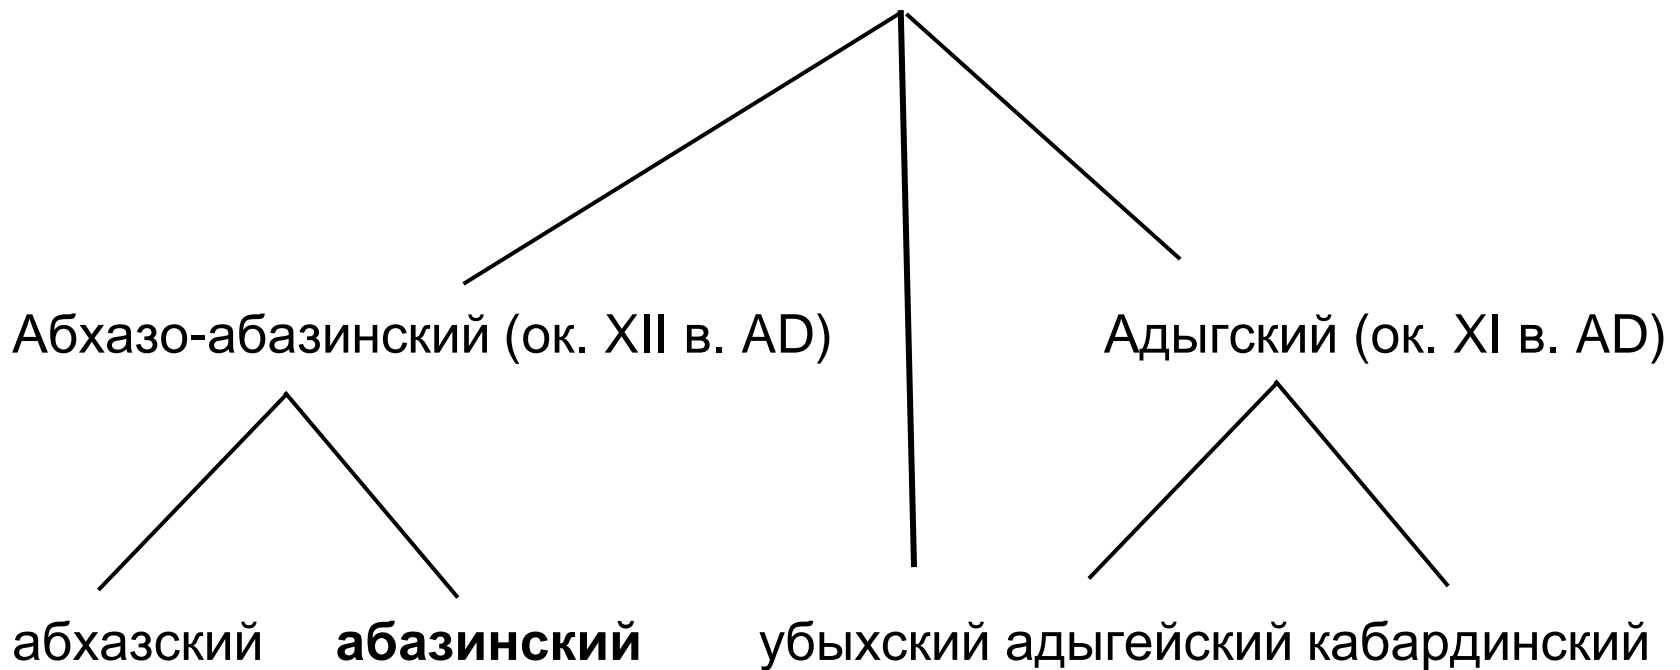 Абхазо-абазинский (ок. XII в. AD) Адыгский (ок. XI в. AD)
абхазский абазинский убыхский адыгейский кабардинский